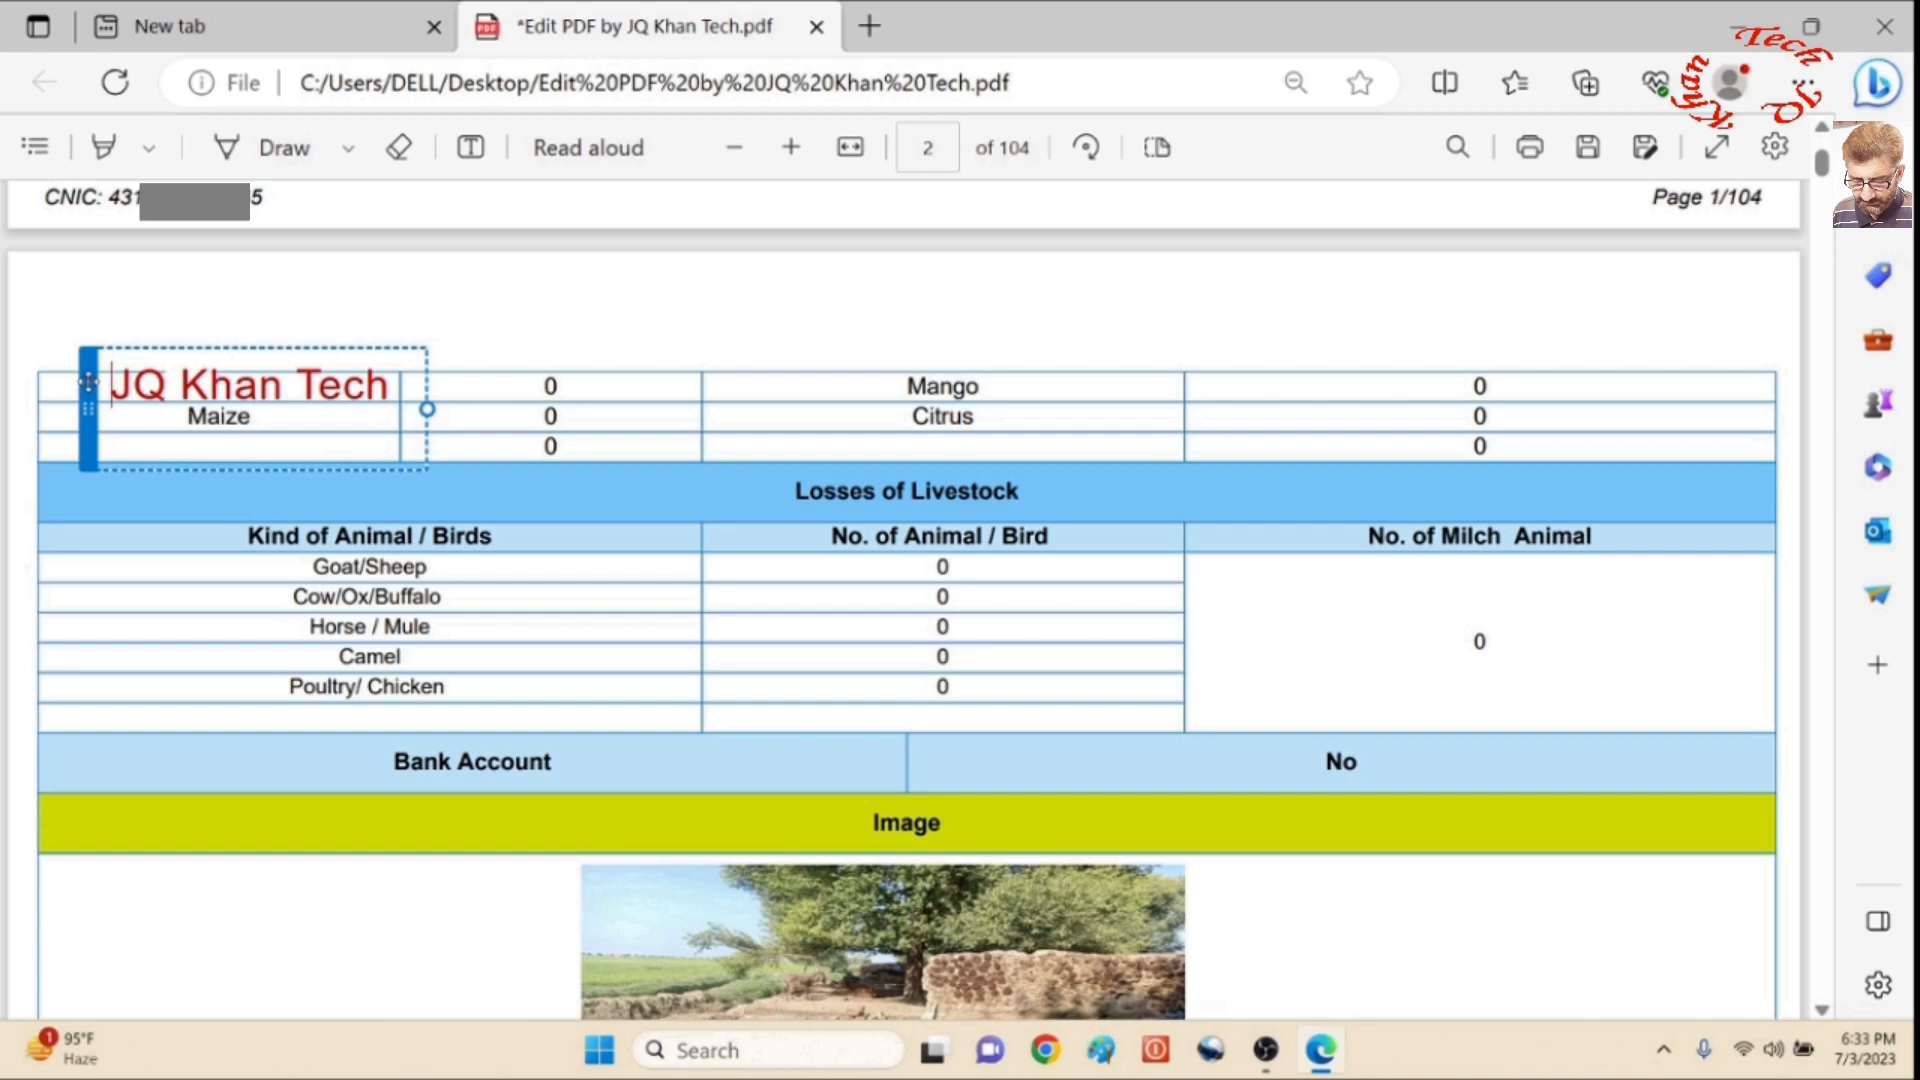 New tab
*Edit PDF by JQ Khan Tech.pdf
File
C:/Users/DELL/Desktop/Edit%20PDF%20by%20JQ%20Khan%20Tech.pdf
JQ Khan Tech
Draw
Read aloud
2 of 104
CNIC: 431 5
Page 1/104
JQ Khan Tech 0 Mango 0
Maize 0 Citrus 0
0 0
Losses of Livestock
Kind of Animal / Birds No. of Animal / Bird No. of Milch Animal
Goat/Sheep 0
Cow/Ox/Buffalo 0
Horse / Mule 0
0
Camel 0
Poultry/ Chicken 0
Bank Account No
Image
1
95°F
Haze
Search
6:33 PM
7/3/2023